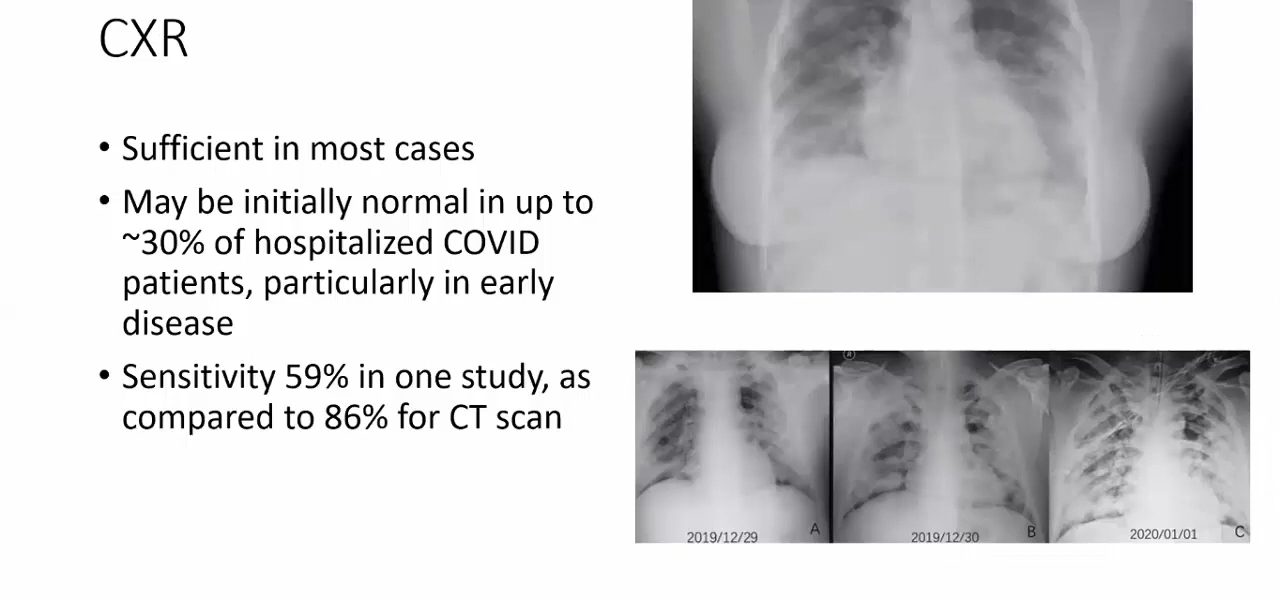 CXR
• Sufficient in most cases
• May be initially normal in up to
~30% of hospitalized COVID
patients, particularly in early
disease
• Sensitivity 59% in one study, as
compared to 86% for CT scan
R
2019/12/29 A
2019/12/30 B
2020/01/01 C